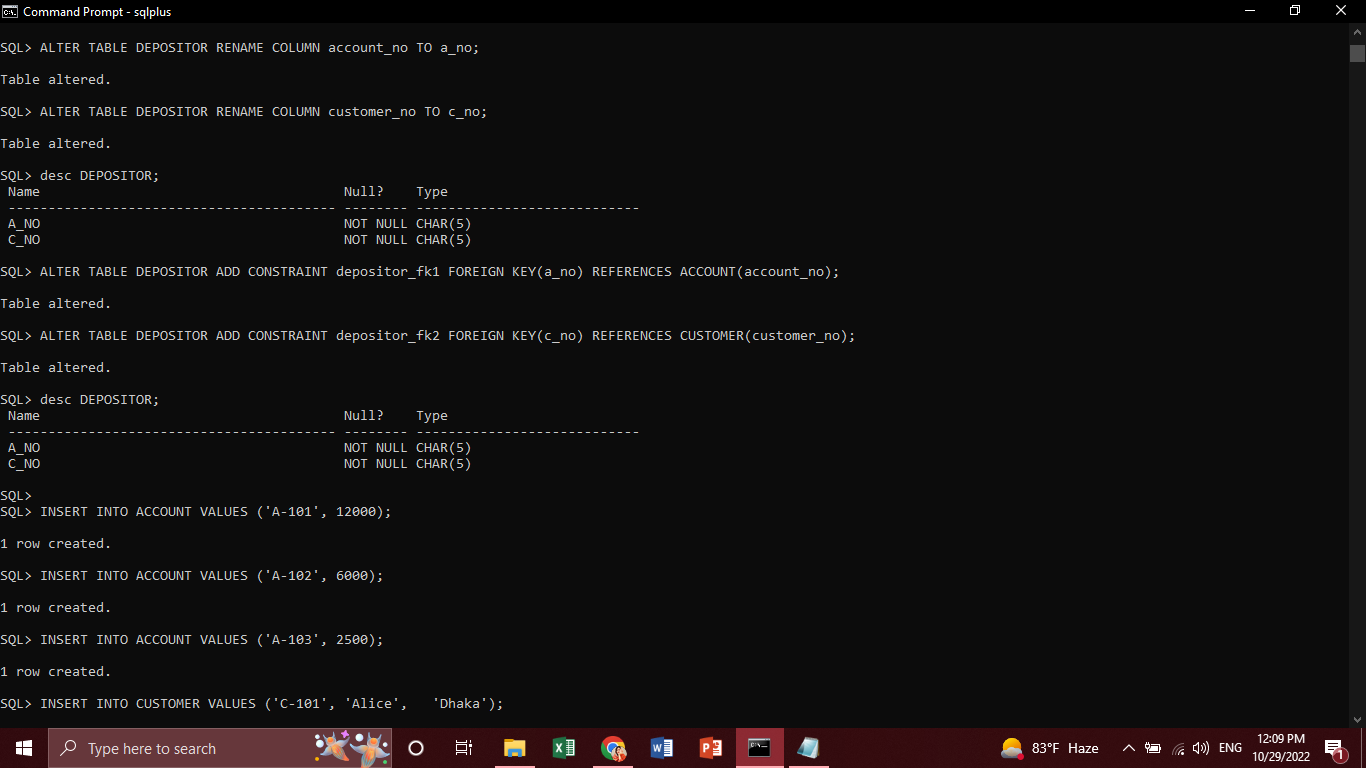 Command Prompt - sqlplus
SQL> ALTER TABLE DEPOSITOR RENAME COLUMN account_no TO a_no;
Table altered.
SQL> ALTER TABLE DEPOSITOR RENAME COLUMN customer_no TO c_no;
Table altered.
SQL> desc DEPOSITOR;
 Name                                      Null?    Type
 ----------------------------------------- -------- ----------------------------
 A_NO                                      NOT NULL CHAR(5)
 C_NO                                      NOT NULL CHAR(5)
SQL> ALTER TABLE DEPOSITOR ADD CONSTRAINT depositor_fk1 FOREIGN KEY(a_no) REFERENCES ACCOUNT(account_no);
Table altered.
SQL> ALTER TABLE DEPOSITOR ADD CONSTRAINT depositor_fk2 FOREIGN KEY(c_no) REFERENCES CUSTOMER(customer_no);
Table altered.
SQL> desc DEPOSITOR;
 Name                                      Null?    Type
 ----------------------------------------- -------- ----------------------------
 A_NO                                      NOT NULL CHAR(5)
 C_NO                                      NOT NULL CHAR(5)
SQL>
SQL> INSERT INTO ACCOUNT VALUES ('A-101', 12000);
1 row created.
SQL> INSERT INTO ACCOUNT VALUES ('A-102', 6000);
1 row created.
SQL> INSERT INTO ACCOUNT VALUES ('A-103', 2500);
1 row created.
SQL> INSERT INTO CUSTOMER VALUES ('C-101', 'Alice',   'Dhaka');
Type here to search
83°F Haze
ENG
12:09 PM
10/29/2022
1